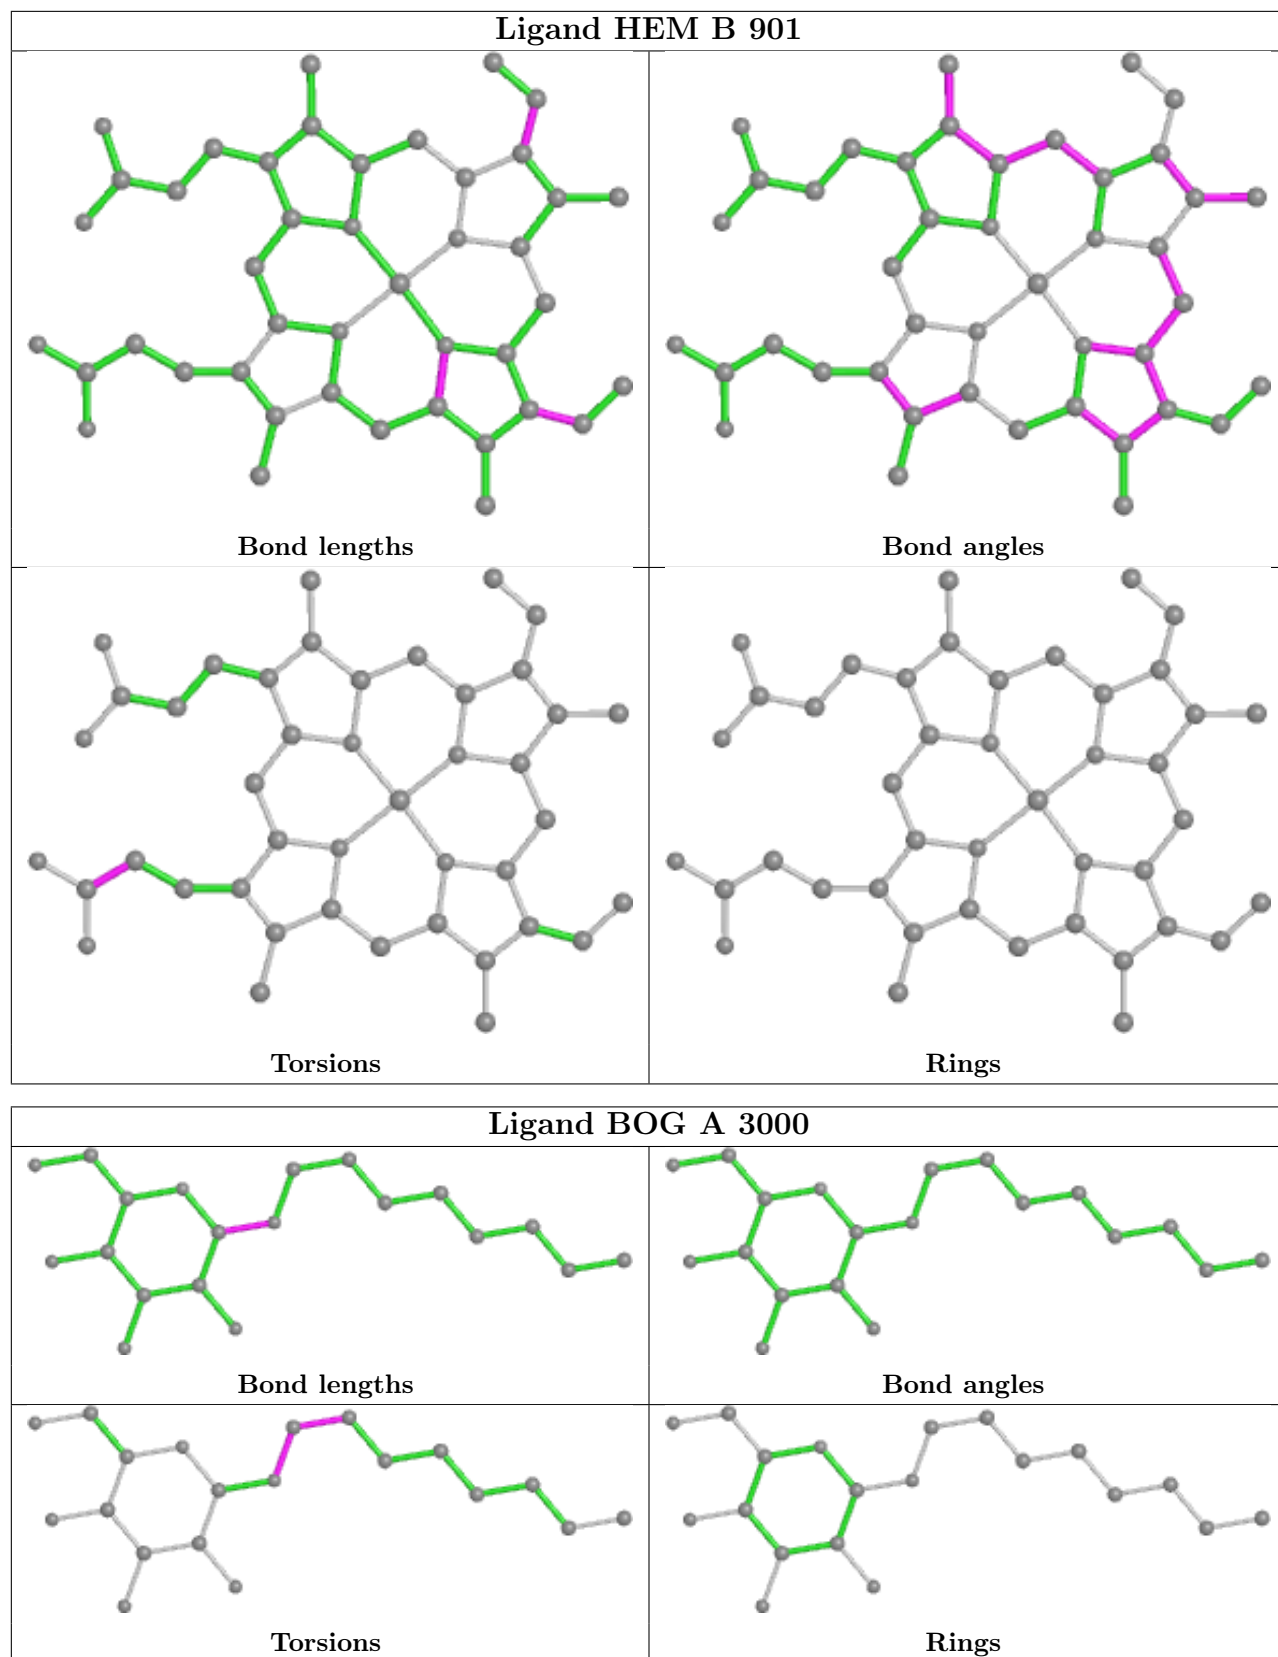 Ligand HEM B 901
Bond lengths
Bond angles
Torsions
Rings
Ligand BOG A 3000
Bond lengths
Bond angles
Torsions
Rings